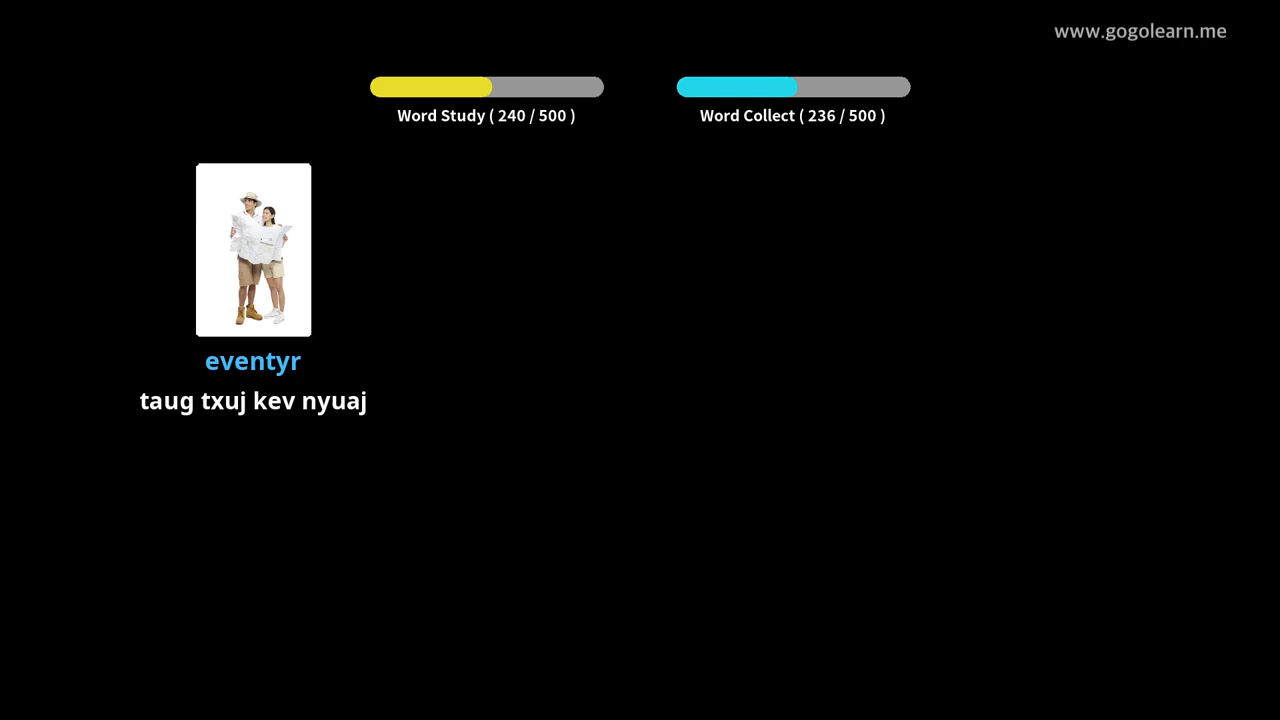 www.gogolearn.me
Word Study ( 240 / 500 )
Word Collect ( 236 / 500 )
eventyr
taug txuj kev nyuaj